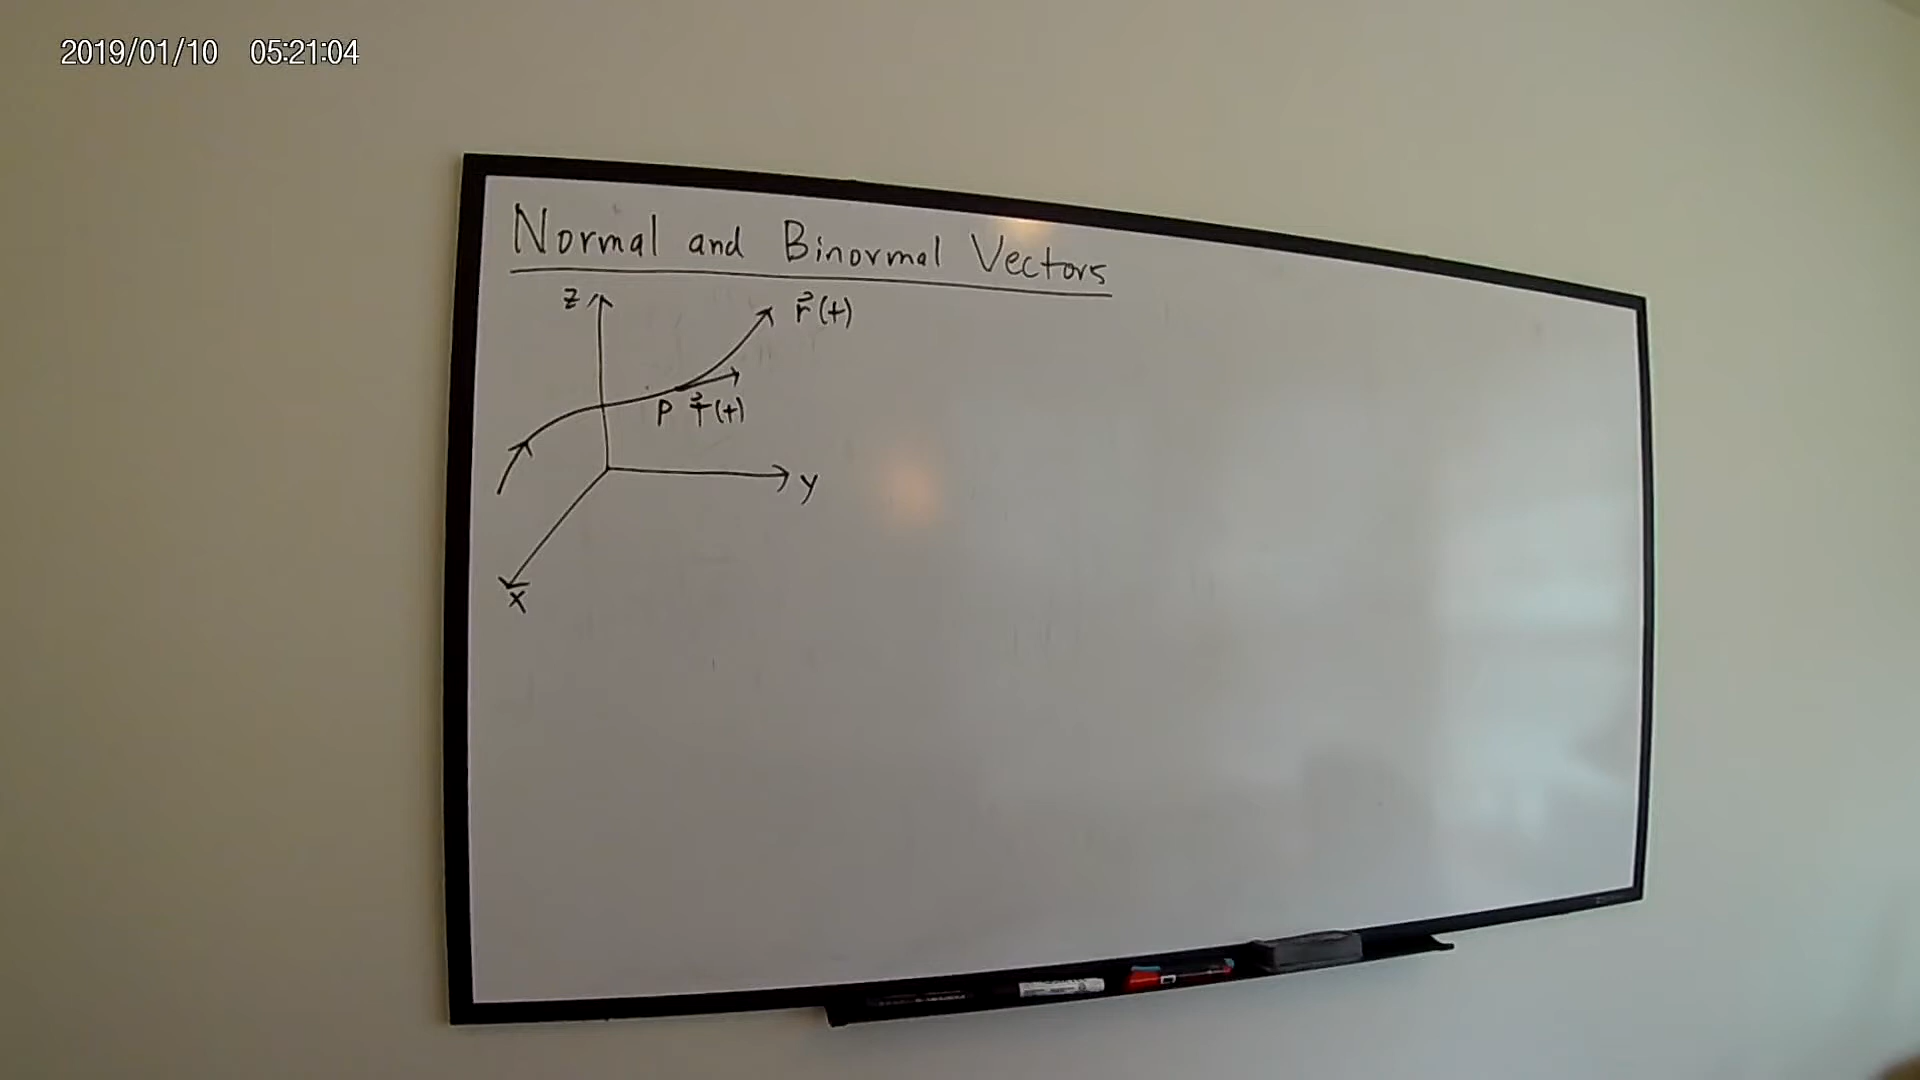 2019/01/10 05:21:04
Normal and Binormal Vectors
z
r⃗(t)
P T⃗(t)
y
x